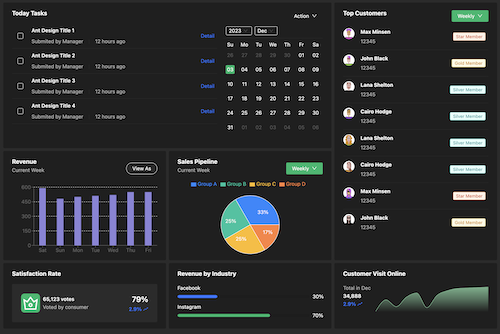 Today Tasks
Action
Ant Design Title 1
Submited by Manager 12 hours ago
Detail
Ant Design Title 2
Submited by Manager 12 hours ago
Detail
Ant Design Title 3
Submited by Manager 12 hours ago
Detail
Ant Design Title 4
Submited by Manager 12 hours ago
Detail
2023 Dec
Su Mo Tu We Th Fr Sa
26 27 28 29 30 01 02
03 04 05 06 07 08 09
10 11 12 13 14 15 16
17 18 19 20 21 22 23
24 25 26 27 28 29 30
31 01 02 03 04 05 06
Top Customers
Weekly
Max Minsen
12345
Star Member
John Black
12345
Gold Member
Lana Shelton
12345
Silver Member
Cairo Hodge
12345
Silver Member
Lana Shelton
12345
Silver Member
Cairo Hodge
12345
Silver Member
Max Minsen
12345
Star Member
John Black
12345
Gold Member
Revenue
Current Week
View As
600
450
300
150
0
Sat Sun Mon Tue Wed Thu Fri
Sales Pipeline
Current Week
Weekly
Group A Group B Group C Group D
33%
25%
25%
17%
Satisfaction Rate
65,123 votes
Voted by consumer
79%
2.9%
Revenue by Industry
Facebook
30%
Instagram
70%
Customer Visit Online
Total in Dec
34,888
2.9%